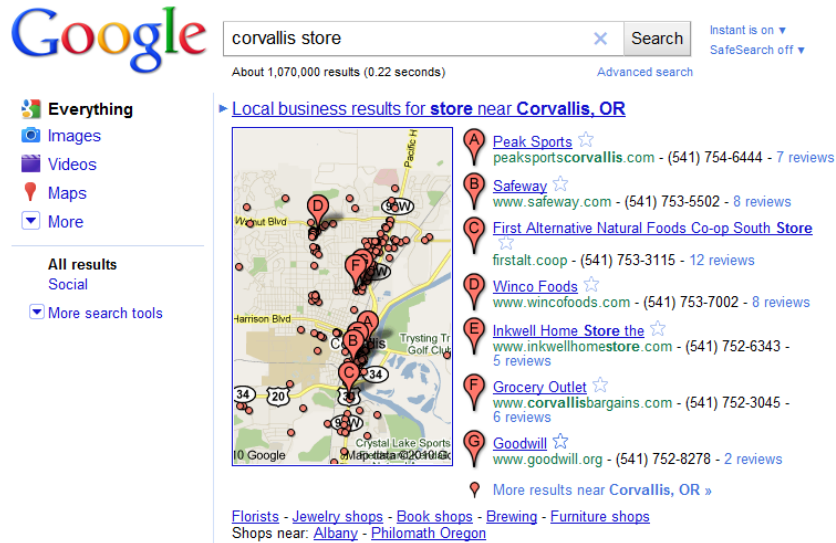 Google
corvallis store
Search
Instant is on ▼
SafeSearch off ▼
About 1,070,000 results (0.22 seconds)
Advanced search
Everything
Images
Videos
Maps
More
All results
Social
More search tools
Local business results for store near Corvallis, OR
Pacific H
Walnut Blvd
Harrison Blvd
Trysting Tr
Golf Clu
34
34
20
Crystal Lake Sports
10 Google
Map data ©2010 G
A
B
C
D
F
A Peak Sports
peaksportscorvallis.com - (541) 754-6444 - 7 reviews
B Safeway
www.safeway.com - (541) 753-5502 - 8 reviews
C First Alternative Natural Foods Co-op South Store
firstalt.coop - (541) 753-3115 - 12 reviews
D Winco Foods
www.wincofoods.com - (541) 753-7002 - 8 reviews
E Inkwell Home Store the
www.inkwellhomestore.com - (541) 752-6343 -
5 reviews
F Grocery Outlet
www.corvallisbargains.com - (541) 752-3045 -
6 reviews
G Goodwill
www.goodwill.org - (541) 752-8278 - 2 reviews
More results near Corvallis, OR »
Florists - Jewelry shops - Book shops - Brewing - Furniture shops
Shops near: Albany - Philomath Oregon